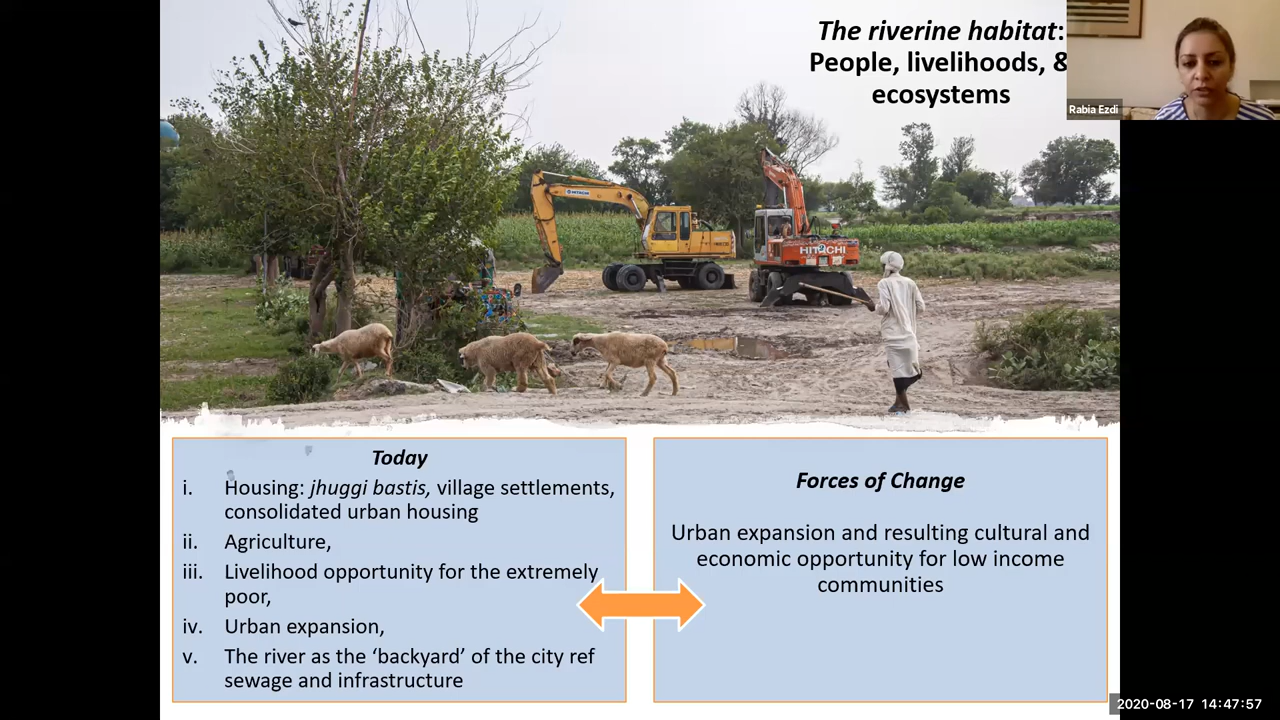 The riverine habitat:
People, livelihoods, &
ecosystems
Rabia Ezdi
HITACHI
HITACHI
Today
i. Housing: jhuggi bastis, village settlements,
consolidated urban housing
ii. Agriculture,
iii. Livelihood opportunity for the extremely
poor,
iv. Urban expansion,
v. The river as the ‘backyard’ of the city ref
sewage and infrastructure
Forces of Change
Urban expansion and resulting cultural and
economic opportunity for low income
communities
2020-08-17 14:47:57